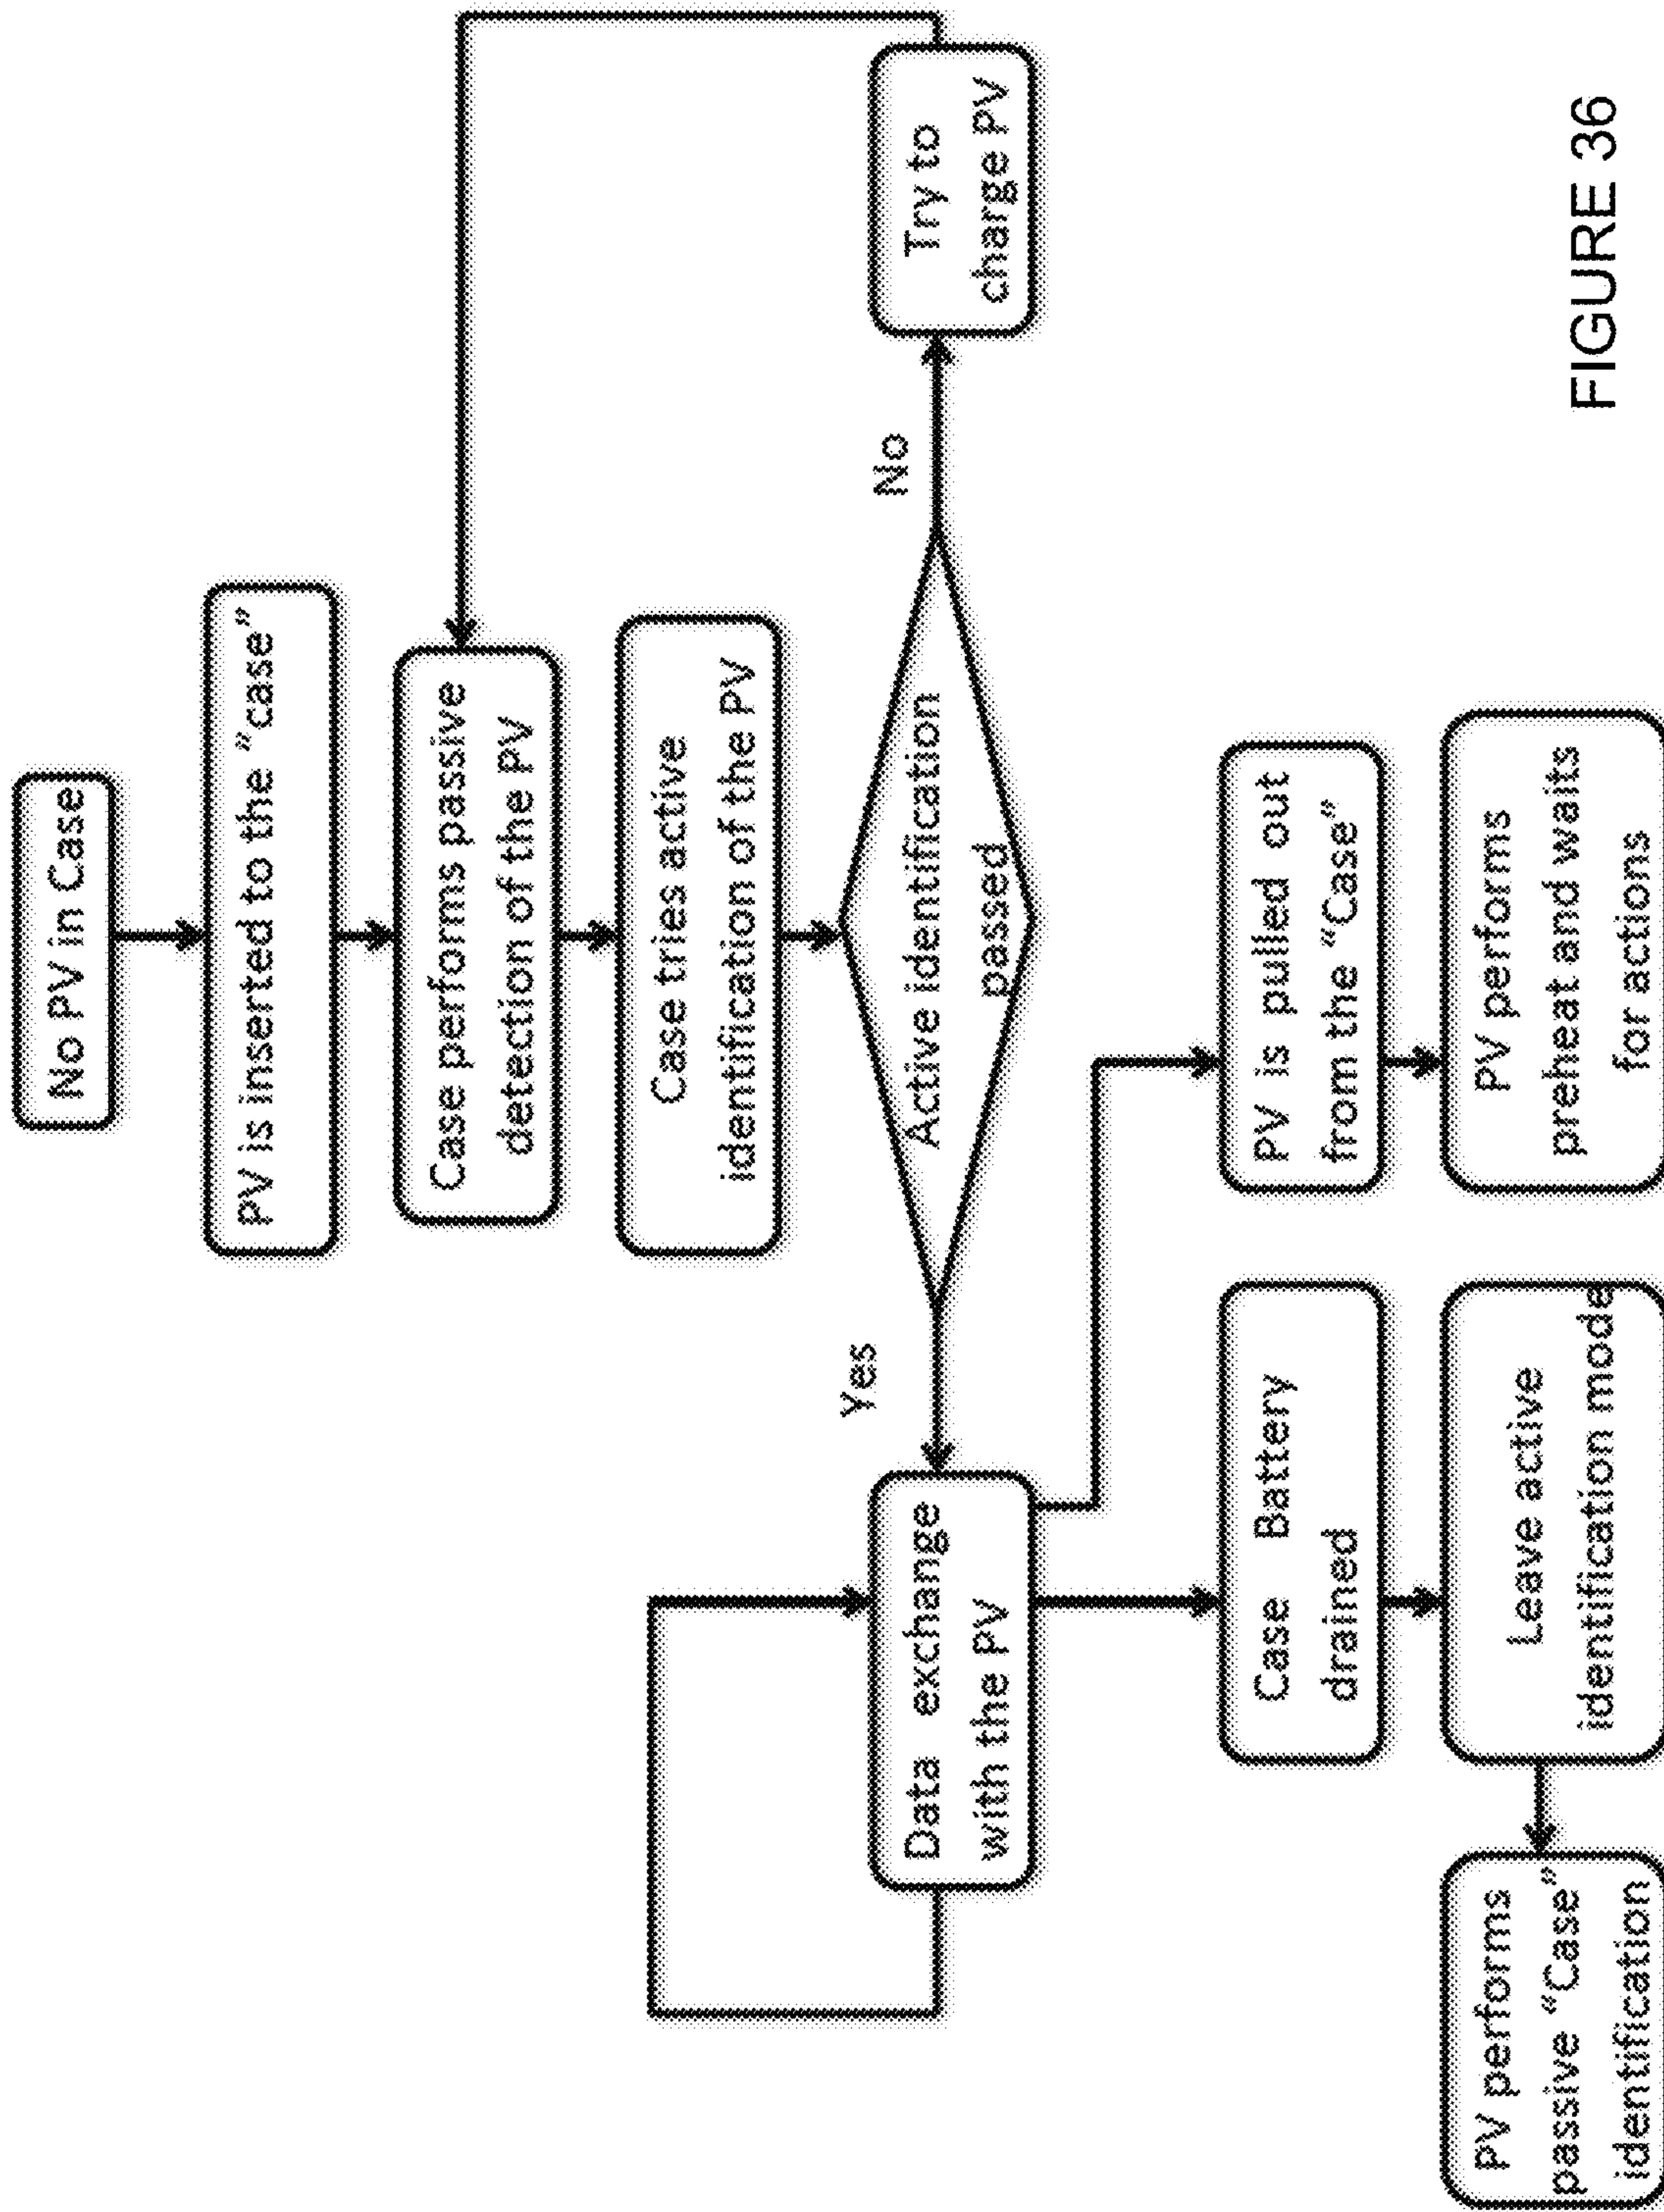 No PV in Case
PV is inserted to the “case”
Case performs passive
detection of the PV
Case tries active
identification of the PV
Active identification
passed
Yes
No
Data exchange
with the PV
Try to
charge PV
Case Battery
drained
PV is pulled out
from the “Case”
PV performs
passive “Case”
identification
Leave active
identification mode
PV performs
preheat and waits
for actions
FIGURE 36